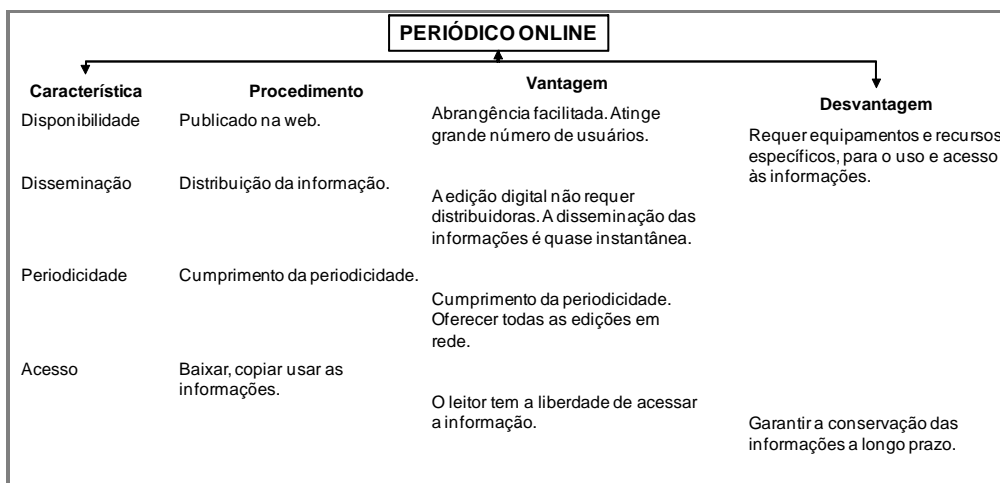 PERIÓDICO ONLINE
Característica
Procedimento
Vantagem
Desvantagem
Disponibilidade
Publicado na web.
Abrangência facilitada. Atinge
grande número de usuários.
Requer equipamentos e recursos
específicos, para o uso e acesso
às informações.
Disseminação
Distribuição da informação.
A edição digital não requer
distribuidoras. A disseminação das
informações é quase instantânea.
Periodicidade
Cumprimento da periodicidade.
Cumprimento da periodicidade.
Oferecer todas as edições em
rede.
Acesso
Baixar, copiar usar as
informações.
O leitor tem a liberdade de acessar
a informação.
Garantir a conservação das
informações a longo prazo.